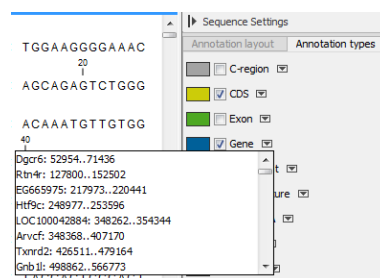 Sequence Settings
Annotation layout Annotation types
TGGAAGGGGAAAC
20
AGCAGAGTCTGGG
ACAAATGTTGTGG
40
C-region
CDS
Exon
Gene
Dgcr6: 52954..71436
Rtn4r: 127800..152502
EG665975: 217973..220441
Htf9c: 248977..253596
LOC100042884: 348262..354344
Arvcf: 348368..407170
Txnrd2: 426511..479164
Gnb1l: 498862..566773